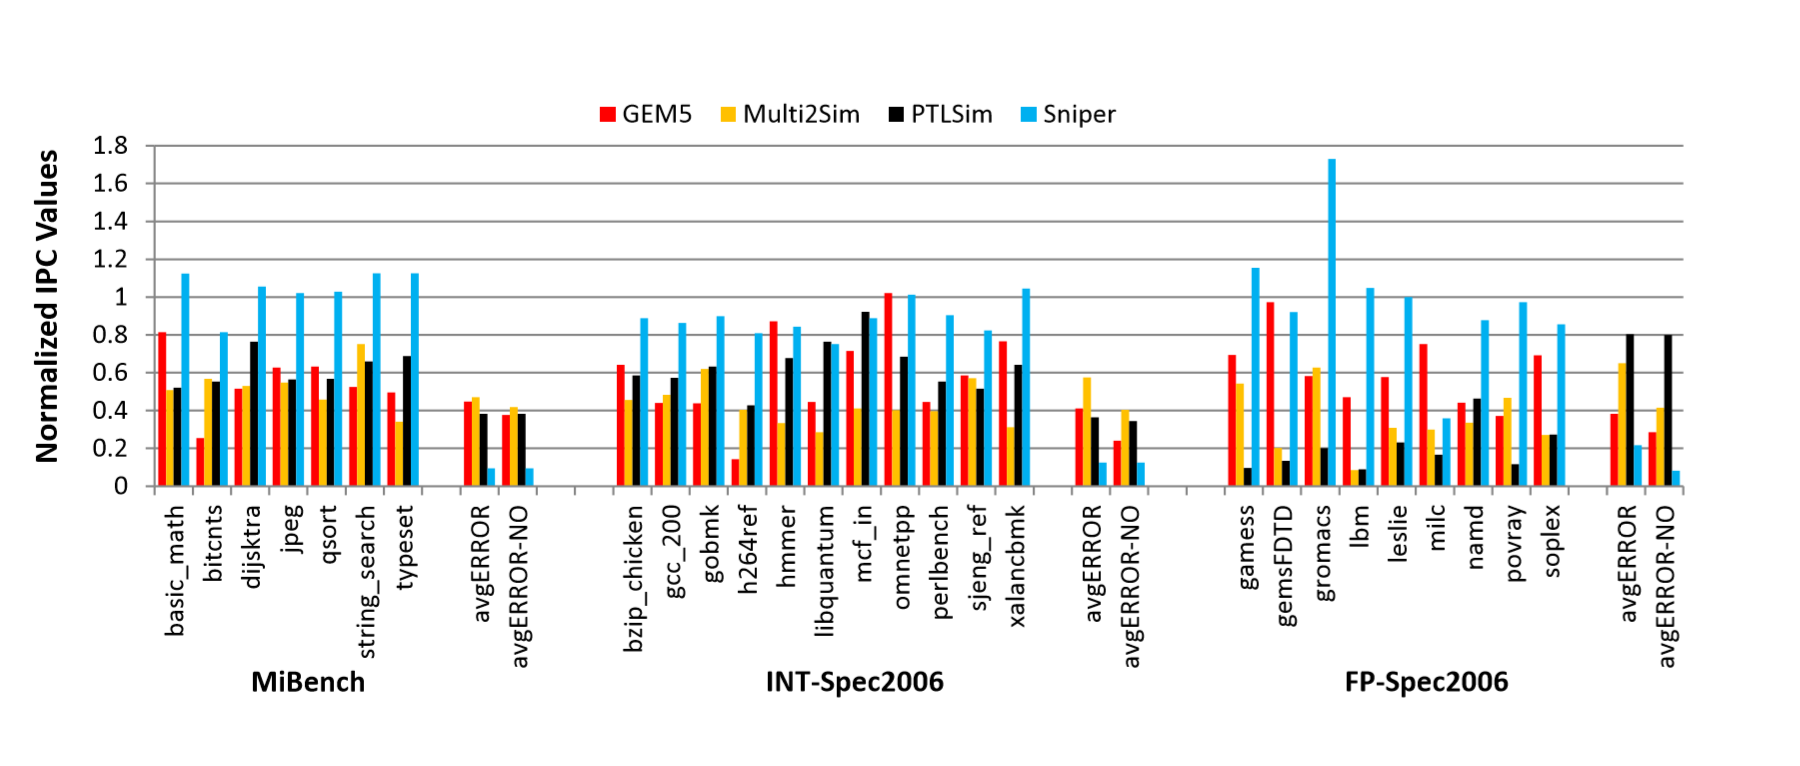 GEM5 Multi2Sim PTLSim Sniper
Normalized IPC Values
1.8
1.6
1.4
1.2
1
0.8
0.6
0.4
0.2
0
basic_math
bitcnts
dijsktra
jpeg
qsort
string_search
typeset
avgERROR
avgERROR-NO
bzip_chicken
gcc_200
gobmk
h264ref
hmmer
libquantum
mcf_in
omnetpp
perlbench
sjeng_ref
xalancbmk
avgERROR
avgERROR-NO
gamess
gemsFDTD
gromacs
lbm
leslie
milc
namd
povray
soplex
avgERROR
avgERROR-NO
MiBench
INT-Spec2006
FP-Spec2006